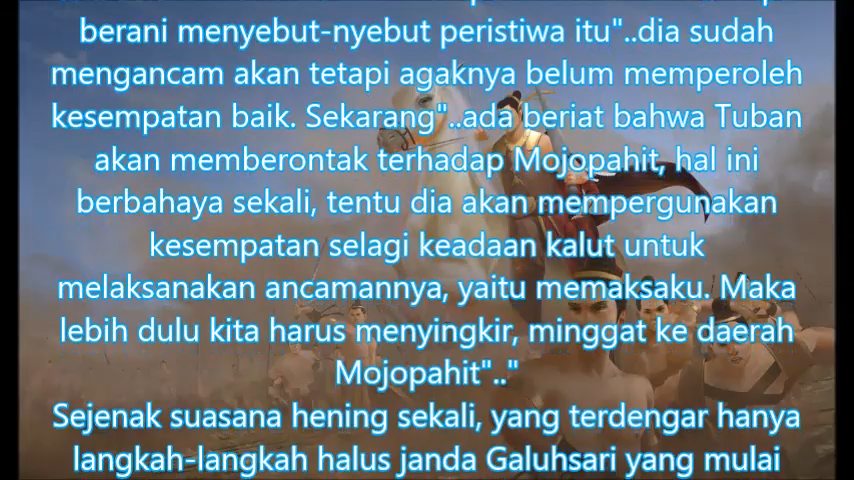 berani menyebut-nyebut peristiwa itu"..dia sudah
mengancam akan tetapi agaknya belum memperoleh
kesempatan baik. Sekarang"..ada beriat bahwa Tuban
akan memberontak terhadap Mojopahit, hal ini
berbahaya sekali, tentu dia akan mempergunakan
kesempatan selagi keadaan kalut untuk
melaksanakan ancamannya, yaitu memaksaku. Maka
lebih dulu kita harus menyingkir, minggat ke daerah
Mojopahit".."
Sejenak suasana hening sekali, yang terdengar hanya
langkah-langkah halus janda Galuhsari yang mulai